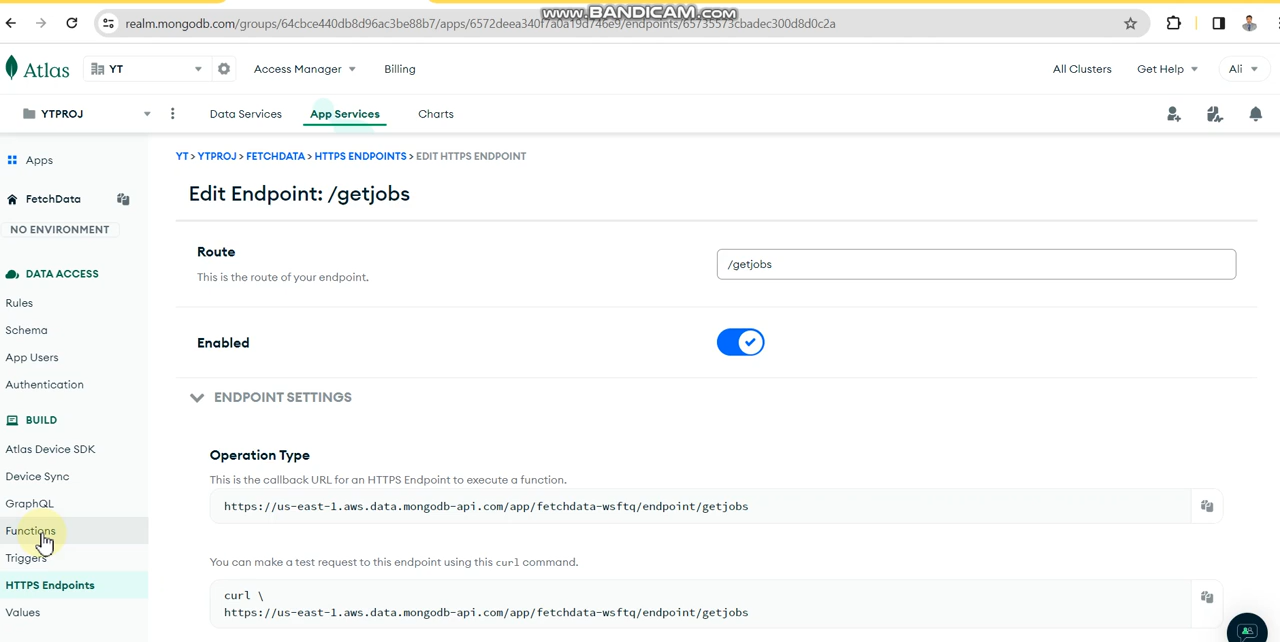 www.BANDICAM.com
realm.mongodb.com/groups/64cbce440db8d96ac3be88b7/apps/6572deea340f7a0a19d746e9/endpoints/65735573cbadec300d8d0c2a
Atlas
YT
Access Manager
Billing
All Clusters
Get Help
Ali
YTPROJ
Data Services
App Services
Charts
Apps
FetchData
NO ENVIRONMENT
DATA ACCESS
Rules
Schema
App Users
Authentication
BUILD
Atlas Device SDK
Device Sync
GraphQL
Functions
Triggers
HTTPS Endpoints
Values
YT > YTPROJ > FETCHDATA > HTTPS ENDPOINTS > EDIT HTTPS ENDPOINT
Edit Endpoint: /getjobs
Route
This is the route of your endpoint.
/getjobs
Enabled
ENDPOINT SETTINGS
Operation Type
This is the callback URL for an HTTPS Endpoint to execute a function.
https://us-east-1.aws.data.mongodb-api.com/app/fetchdata-wsftq/endpoint/getjobs
You can make a test request to this endpoint using this curl command.
curl \
https://us-east-1.aws.data.mongodb-api.com/app/fetchdata-wsftq/endpoint/getjobs